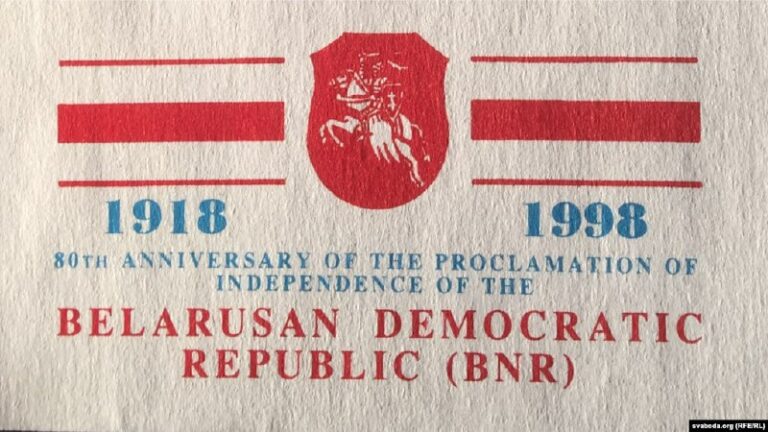 1918 1998
80TH ANNIVERSARY OF THE PROCLAMATION OF
INDEPENDENCE OF THE
BELARUSAN DEMOCRATIC
REPUBLIC (BNR)
svaboda.org (RFE/RL)